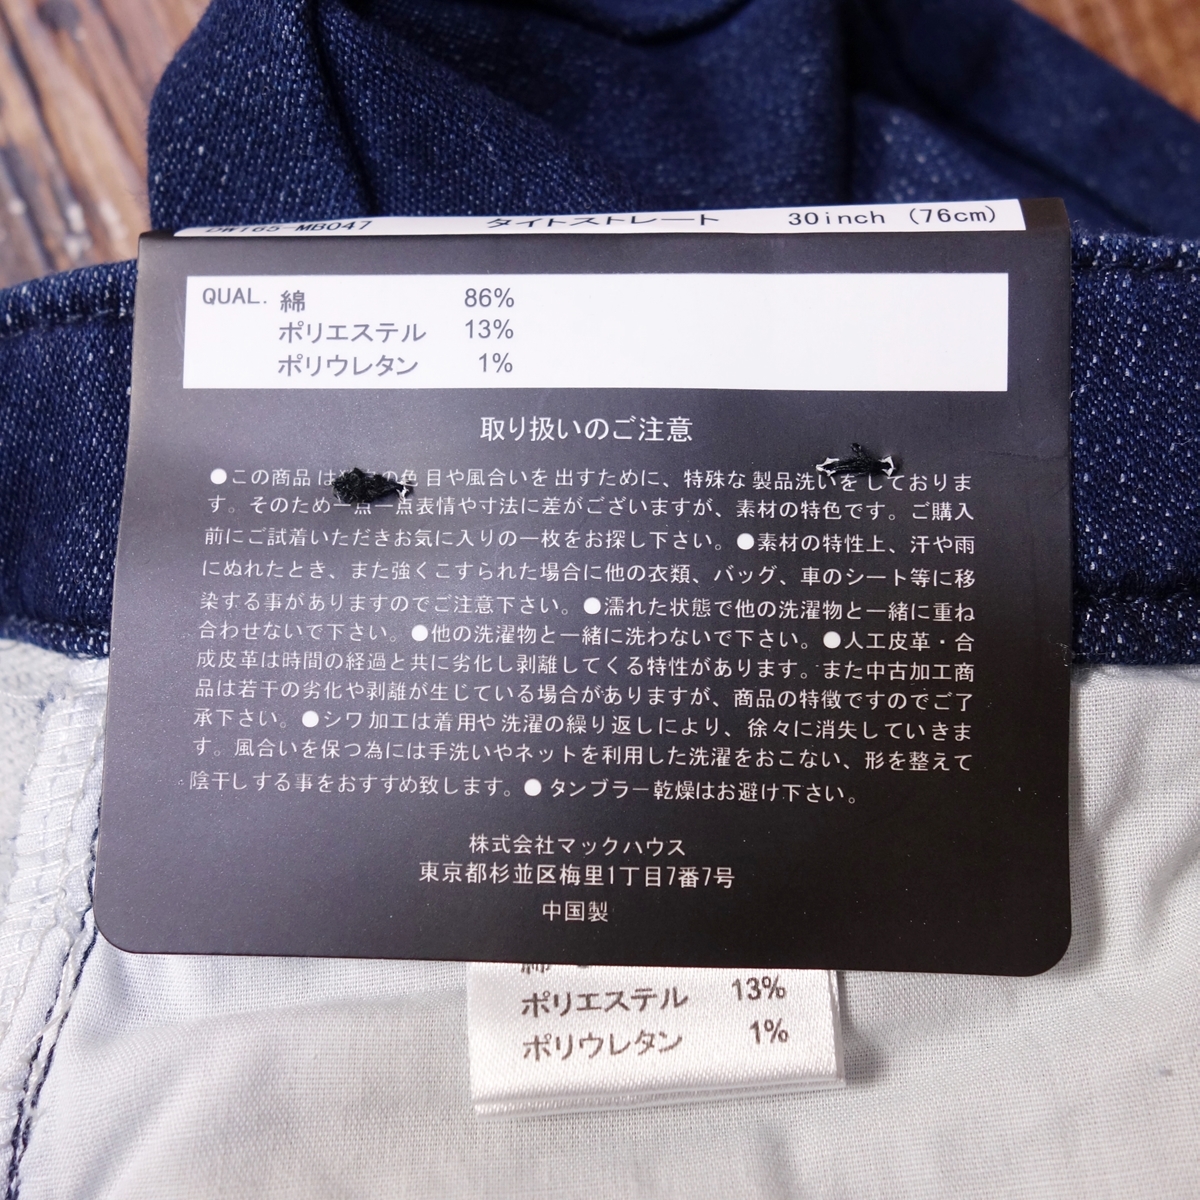 DW165-MB047 タイトストレート 30inch (76cm)
QUAL. 綿 86%
ポリエステル 13%
ポリウレタン 1%
取り扱いのご注意
●この商品は の色目や風合いを出すために、特殊な製品洗いをしておりま
す。そのため一点一点表情や寸法に差がございますが、素材の特色です。ご購入
前にご試着いただきお気に入りの一枚をお探し下さい。●素材の特性上、汗や雨
にぬれたとき、また強くこすられた場合に他の衣類、バッグ、車のシート等に移
染する事がありますのでご注意下さい。●濡れた状態で他の洗濯物と一緒に重ね
合わせないで下さい。●他の洗濯物と一緒に洗わないで下さい。●人工皮革・合
成皮革は時間の経過と共に劣化し剥離してくる特性があります。また中古加工商
品は若干の劣化や剥離が生じている場合がありますが、商品の特徴ですのでご了
承下さい。●シワ加工は着用や洗濯の繰り返しにより、徐々に消失していきま
す。風合いを保つ為には手洗いやネットを利用した洗濯をおこない、形を整えて
陰干しする事をおすすめ致します。●タンブラー乾燥はお避け下さい。
株式会社マックハウス
東京都杉並区梅里1丁目7番7号
中国製
綿
ポリエステル 13%
ポリウレタン 1%